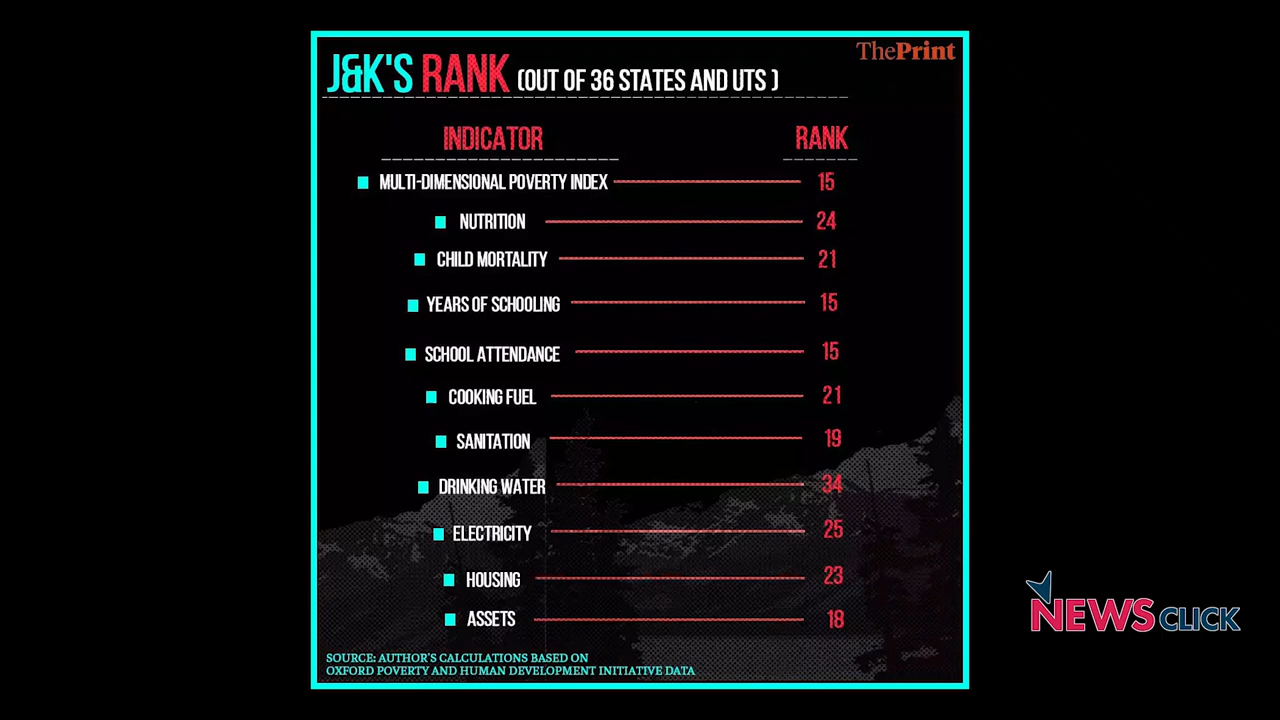 ThePrint
J&K'S RANK (OUT OF 36 STATES AND UTS )
INDICATOR RANK
MULTI-DIMENSIONAL POVERTY INDEX 15
NUTRITION 24
CHILD MORTALITY 21
YEARS OF SCHOOLING 15
SCHOOL ATTENDANCE 15
COOKING FUEL 21
SANITATION 19
DRINKING WATER 34
ELECTRICITY 25
HOUSING 23
ASSETS 18
SOURCE: AUTHOR'S CALCULATIONS BASED ON
OXFORD POVERTY AND HUMAN DEVELOPMENT INITIATIVE DATA
NEWSCLICK